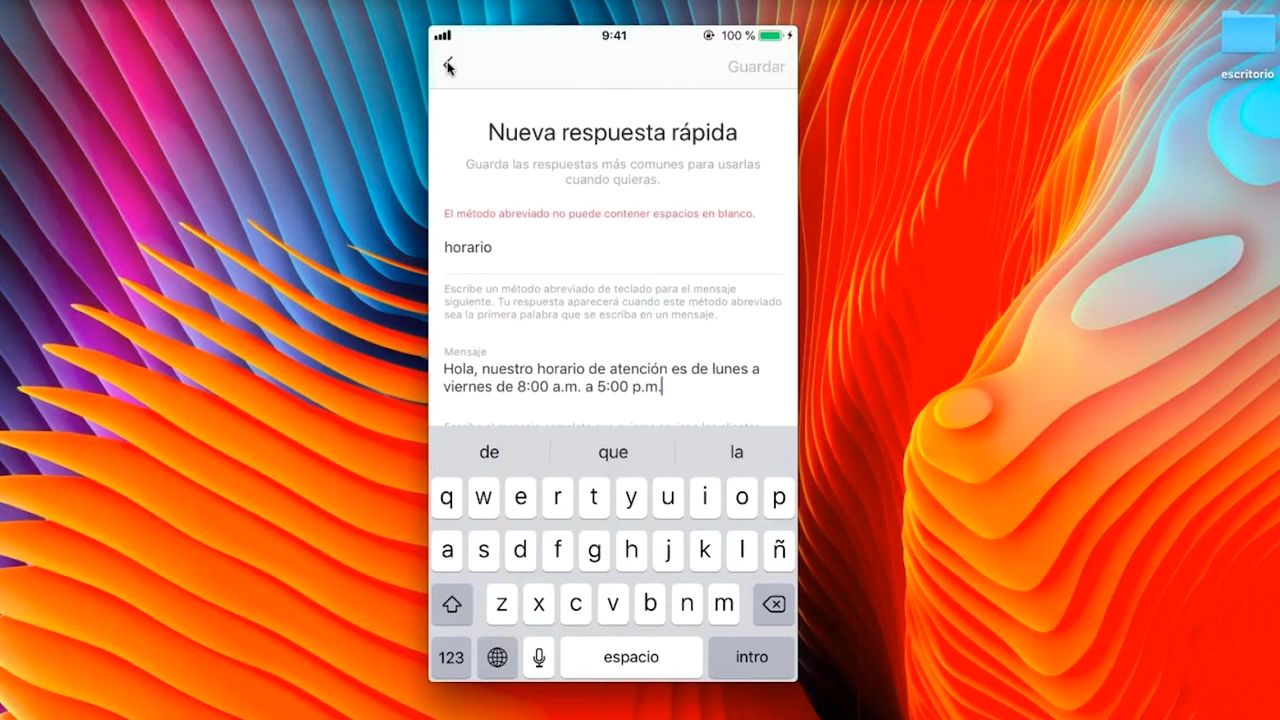 9:41
100 %
escritorio
Guardar
Nueva respuesta rápida
Guarda las respuestas más comunes para usarlas
cuando quieras.
El método abreviado no puede contener espacios en blanco.
horario
Escribe un método abreviado de teclado para el mensaje
siguiente. Tu respuesta aparecerá cuando este método abreviado
sea la primera palabra que se escriba en un mensaje.
Mensaje
Hola, nuestro horario de atención es de lunes a
viernes de 8:00 a.m. a 5:00 p.m.
de que la
q w e r t y u i o p
a s d f g h j k l ñ
z x c v b n m
123 espacio intro